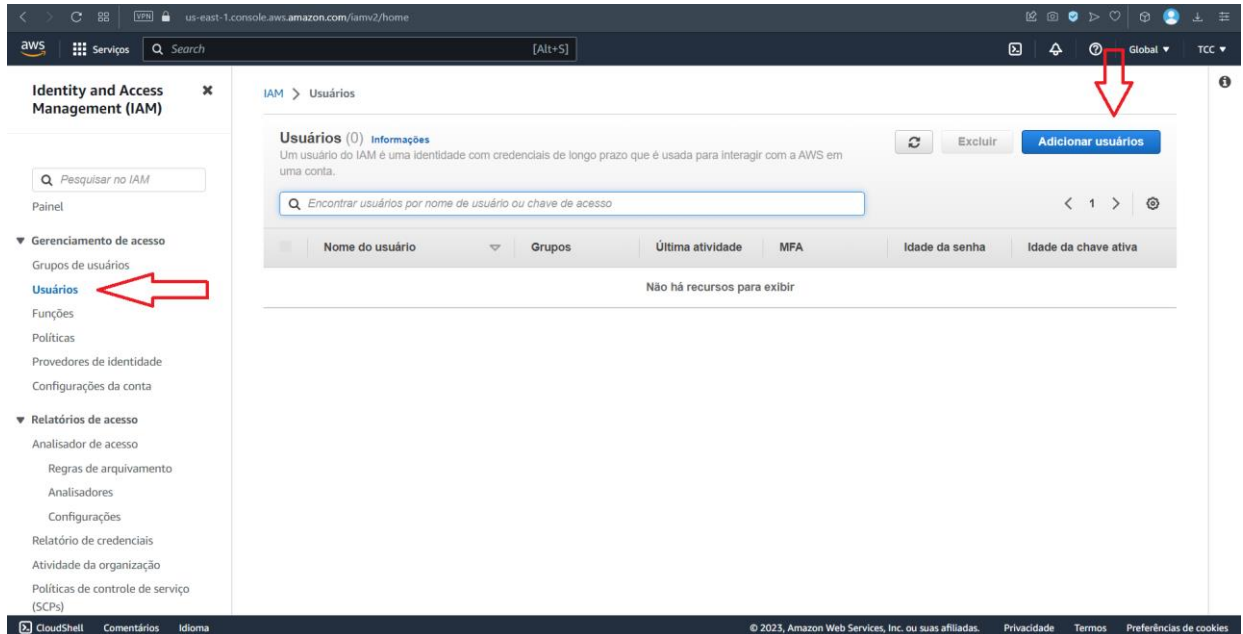 VPN us-east-1.console.aws.amazon.com/iamv2/home
aws Serviços Search [Alt+S] Global TCC
Identity and Access
Management (IAM)
Pesquisar no IAM
Painel
Gerenciamento de acesso
Grupos de usuários
Usuários
Funções
Políticas
Provedores de identidade
Configurações da conta
Relatórios de acesso
Analisador de acesso
Regras de arquivamento
Analisadores
Configurações
Relatório de credenciais
Atividade da organização
Políticas de controle de serviço
(SCPs)
IAM > Usuários
Usuários (0) Informações
Um usuário do IAM é uma identidade com credenciais de longo prazo que é usada para interagir com a AWS em
uma conta.
Excluir Adicionar usuários
Encontrar usuários por nome de usuário ou chave de acesso
< 1 >
Nome do usuário Grupos Última atividade MFA Idade da senha Idade da chave ativa
Não há recursos para exibir
CloudShell Comentários Idioma © 2023, Amazon Web Services, Inc. ou suas afiliadas. Privacidade Termos Preferências de cookies